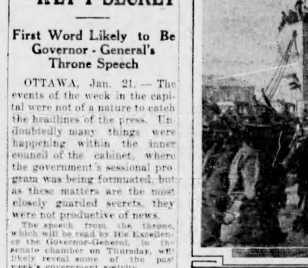 KEPT SECRET
First Word Likely to Be
Governor - General's
Throne Speech
OTTAWA, Jan. 21. — The
events of the week in the capi-
tal were not of a nature to catch
the headlines of the press. Un
doubtedly many things were
happening within the inner
council of the cabinet, where
the government's sessional pro
gram was being formulated, but
as these matters are the most
closely guarded secrets, they
were not productive of news.
The speech from the throne,
which will be read by His Excellen-
cy the Governor-General, in the
senate chamber on Thursday, will
likely reveal some of the past
week's government activity